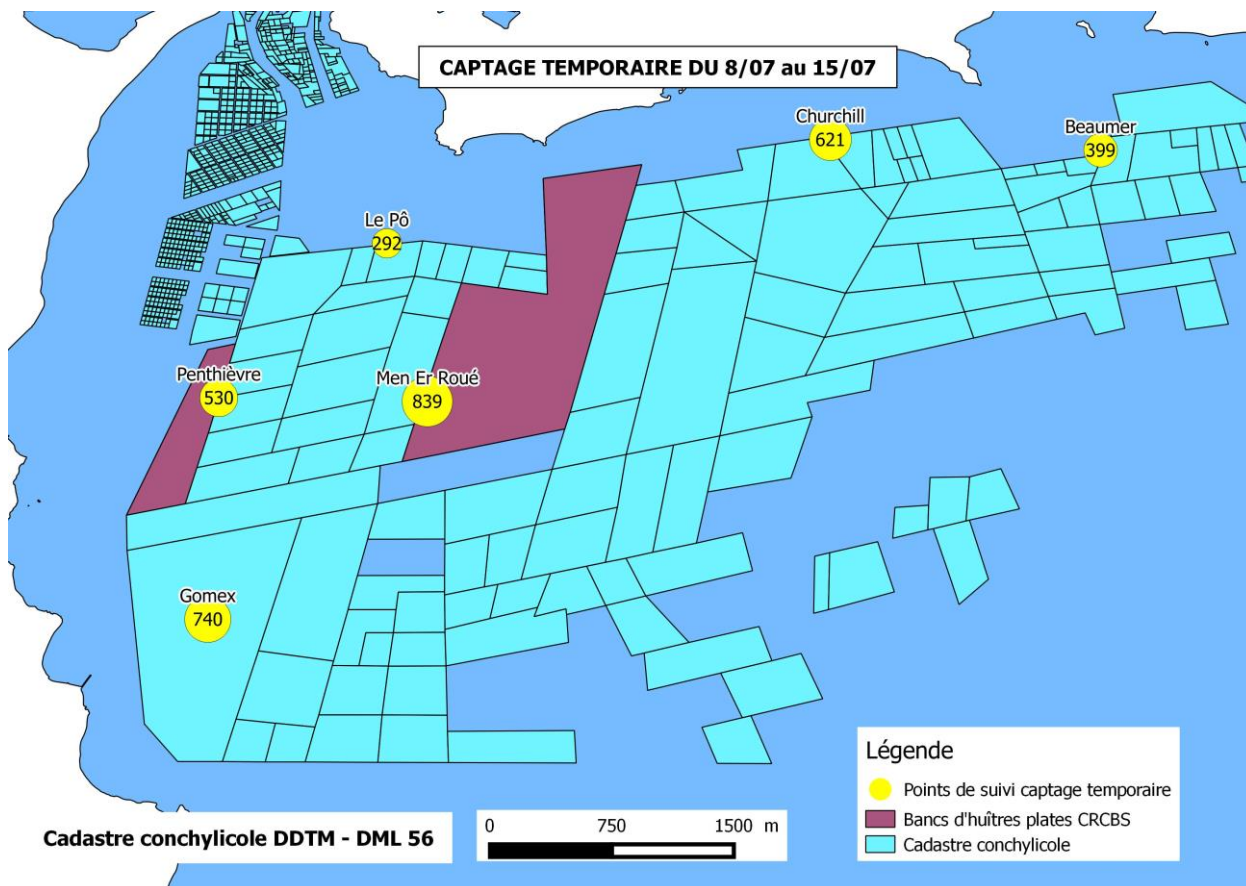 CAPTAGE TEMPORAIRE DU 8/07 au 15/07
Churchill
621
Beaumer
399
Le Pô
292
Penthièvre
530
Men Er Roué
839
Gomex
740
Légende
Points de suivi captage temporaire
Bancs d'huîtres plates CRCBS
Cadastre conchylicole
Cadastre conchylicole DDTM - DML 56
0 750 1500 m